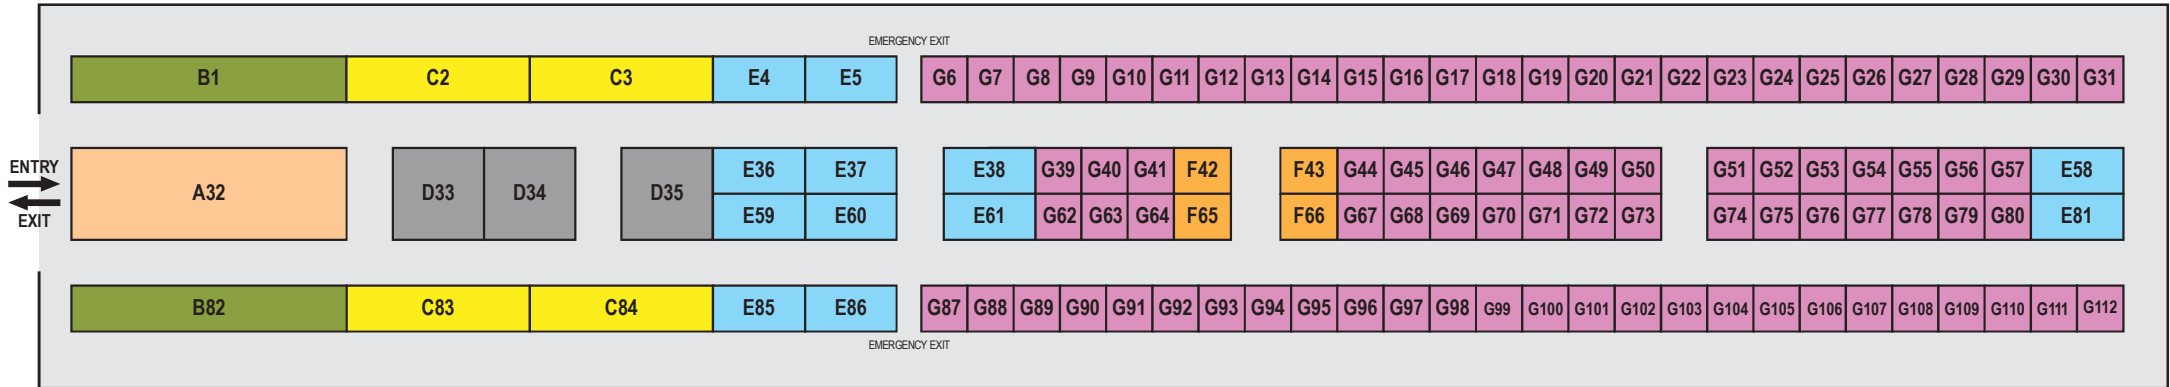 EMERGENCY EXIT
B1 C2 C3 E4 E5 G6 G7 G8 G9 G10 G11 G12 G13 G14 G15 G16 G17 G18 G19 G20 G21 G22 G23 G24 G25 G26 G27 G28 G29 G30 G31
ENTRY
EXIT
A32 D33 D34 D35
E36 E37 E38 G39 G40 G41 F42 F43 G44 G45 G46 G47 G48 G49 G50 G51 G52 G53 G54 G55 G56 G57 E58
E59 E60 E61 G62 G63 G64 F65 F66 G67 G68 G69 G70 G71 G72 G73 G74 G75 G76 G77 G78 G79 G80 E81
B82 C83 C84 E85 E86 G87 G88 G89 G90 G91 G92 G93 G94 G95 G96 G97 G98 G99 G100 G101 G102 G103 G104 G105 G106 G107 G108 G109 G110 G111 G112
EMERGENCY EXIT